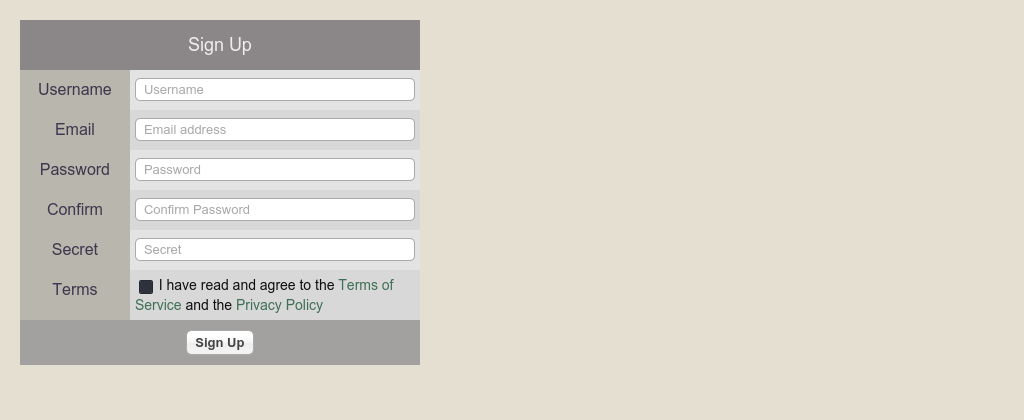 Sign Up
Username Username
Email Email address
Password Password
Confirm Confirm Password
Secret Secret
Terms I have read and agree to the Terms of
Service and the Privacy Policy
Sign Up